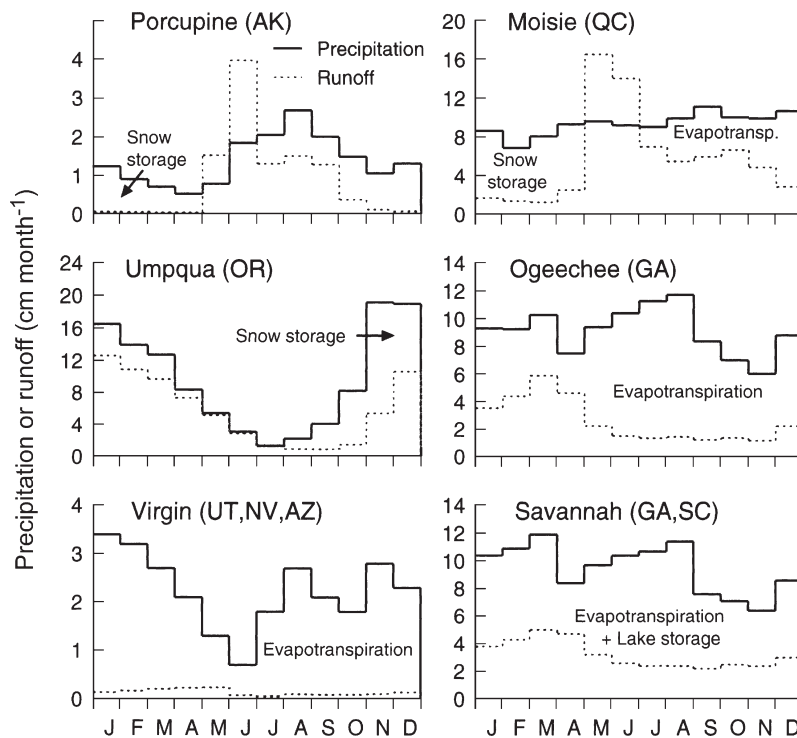 Precipitation or runoff (cm month⁻¹)
Porcupine (AK)
Precipitation
Runoff
Snow
storage
5
4
3
2
1
0
Moisie (QC)
Evapotransp.
Snow
storage
20
16
12
8
4
0
Umpqua (OR)
Snow storage
24
20
16
12
8
4
0
Ogeechee (GA)
Evapotranspiration
14
12
10
8
6
4
2
0
Virgin (UT,NV,AZ)
Evapotranspiration
4
3
2
1
0
J F M A M J J A S O N D
Savannah (GA,SC)
Evapotranspiration
+ Lake storage
14
12
10
8
6
4
2
0
J F M A M J J A S O N D